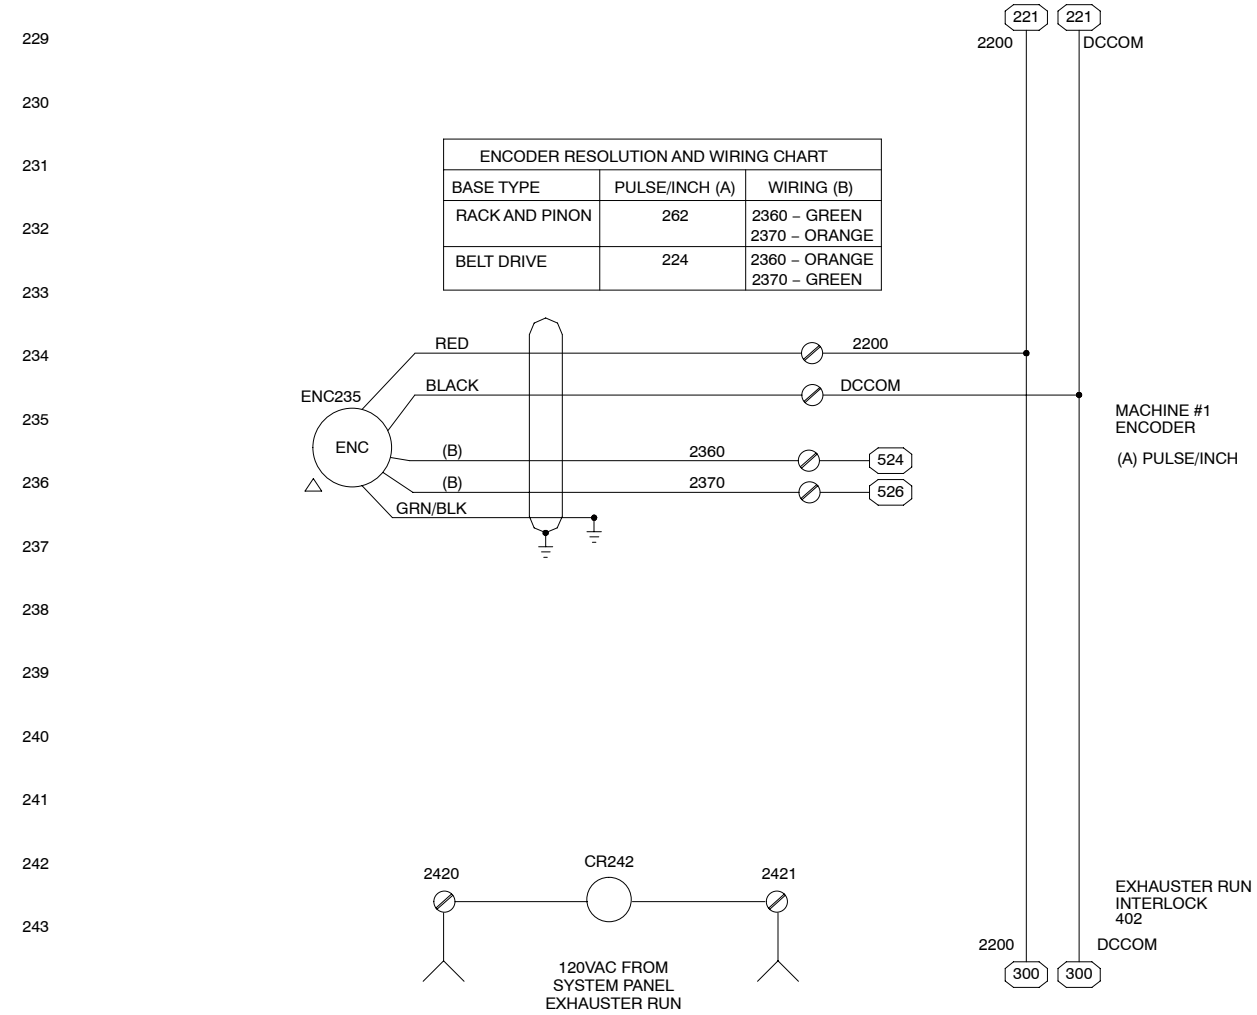 221 221
229
2200 DCCOM
230
231
ENCODER RESOLUTION AND WIRING CHART
BASE TYPE PULSE/INCH (A) WIRING (B)
232
RACK AND PINON 262 2360 – GREEN
2370 – ORANGE
BELT DRIVE 224 2360 – ORANGE
2370 – GREEN
233
234
RED 2200
BLACK DCCOM
ENC235
235
MACHINE #1
ENCODER
(A) PULSE/INCH
ENC
(B) 2360 524
236
(B) 2370 526
GRN/BLK
237
238
239
240
241
242
CR242
2420 2421
EXHAUSTER RUN
INTERLOCK
402
243
2200 DCCOM
120VAC FROM
SYSTEM PANEL
EXHAUSTER RUN
300 300